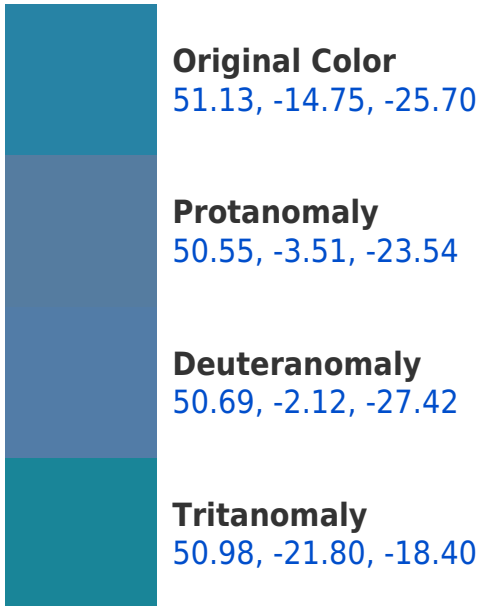 Original Color
51.13, -14.75, -25.70
Protanomaly
50.55, -3.51, -23.54
Deuteranomaly
50.69, -2.12, -27.42
Tritanomaly
50.98, -21.80, -18.40